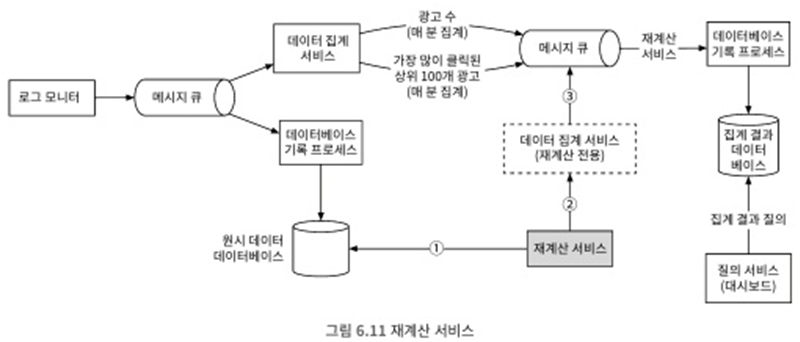 로그 모니터
메시지 큐
데이터 집계
서비스
광고 수
(매 분 집계)
가장 많이 클릭된
상위 100개 광고
(매 분 집계)
메시지 큐
재계산
서비스
데이터베이스
기록 프로세스
데이터베이스
기록 프로세스
③
데이터 집계 서비스
(재계산 전용)
②
재계산 서비스
①
원시 데이터
데이터베이스
집계 결과
데이터
베이스
집계 결과 질의
질의 서비스
(대시보드)
그림 6.11 재계산 서비스